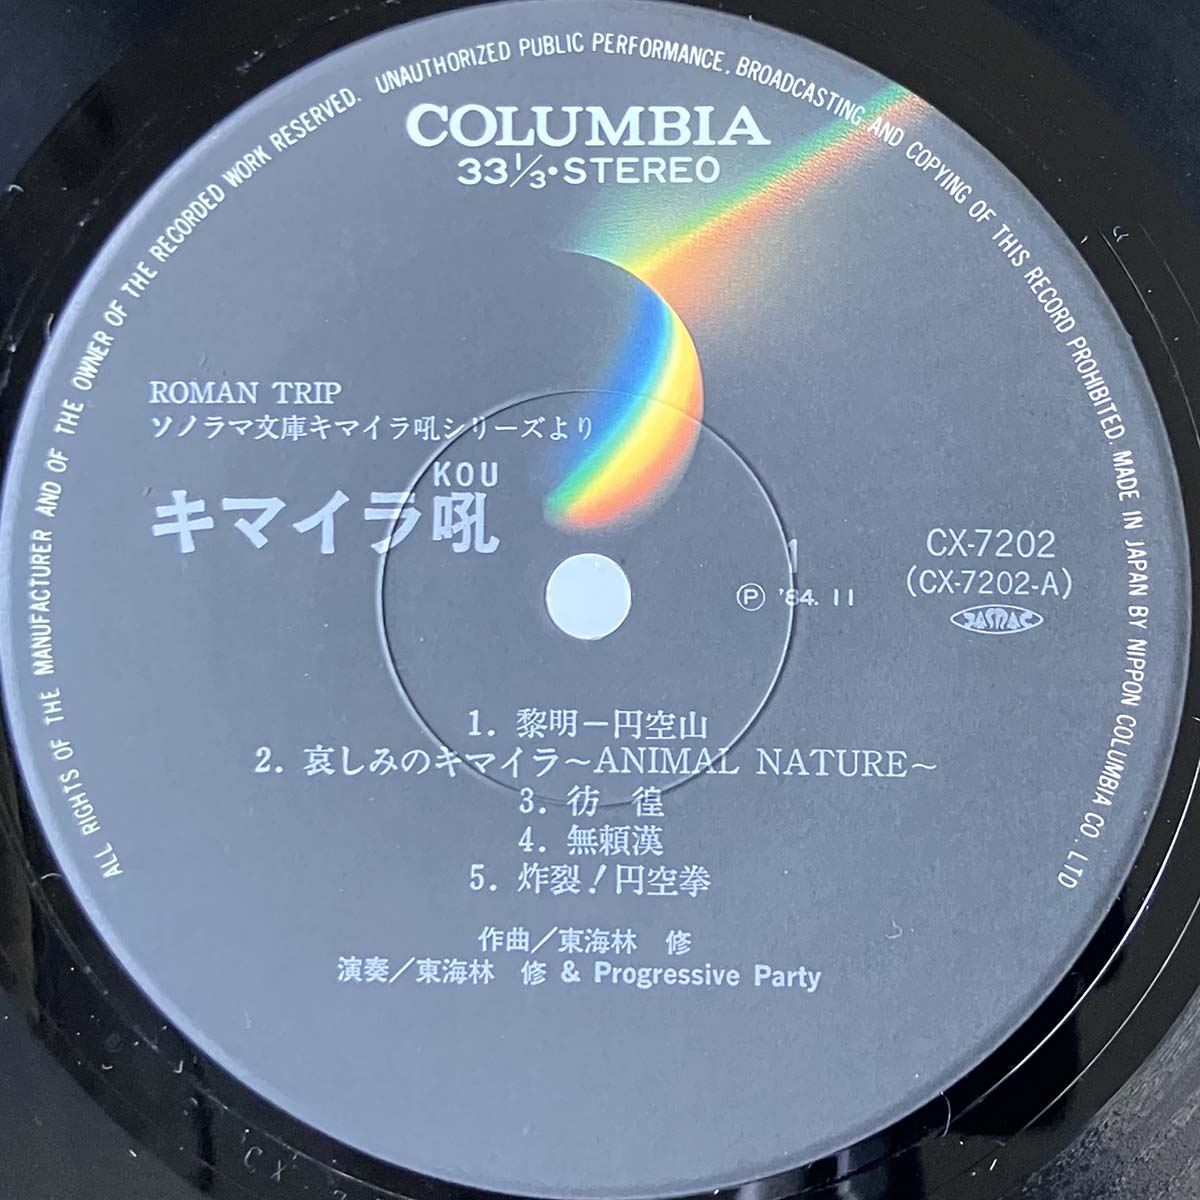 ALL RIGHTS OF THE MANUFACTURER AND OF THE OWNER OF THE RECORDED WORK RESERVED. UNAUTHORIZED PUBLIC PERFORMANCE, BROADCASTING AND COPYING OF THIS RECORD PROHIBITED. MADE IN JAPAN BY NIPPON COLUMBIA CO., LTD
COLUMBIA
33 1/3・STEREO
ROMAN TRIP
ソノラマ文庫キマイラ吼シリーズより
KOU
キマイラ吼
1
CX-7202
(CX-7202-A)
Ⓟ '84. 11
JASRAC
1. 黎明－円空山
2. 哀しみのキマイラ～ANIMAL NATURE～
3. 彷　徨
4. 無頼漢
5. 炸裂！円空拳
作曲／東海林　修
演奏／東海林　修 & Progressive Party
CX